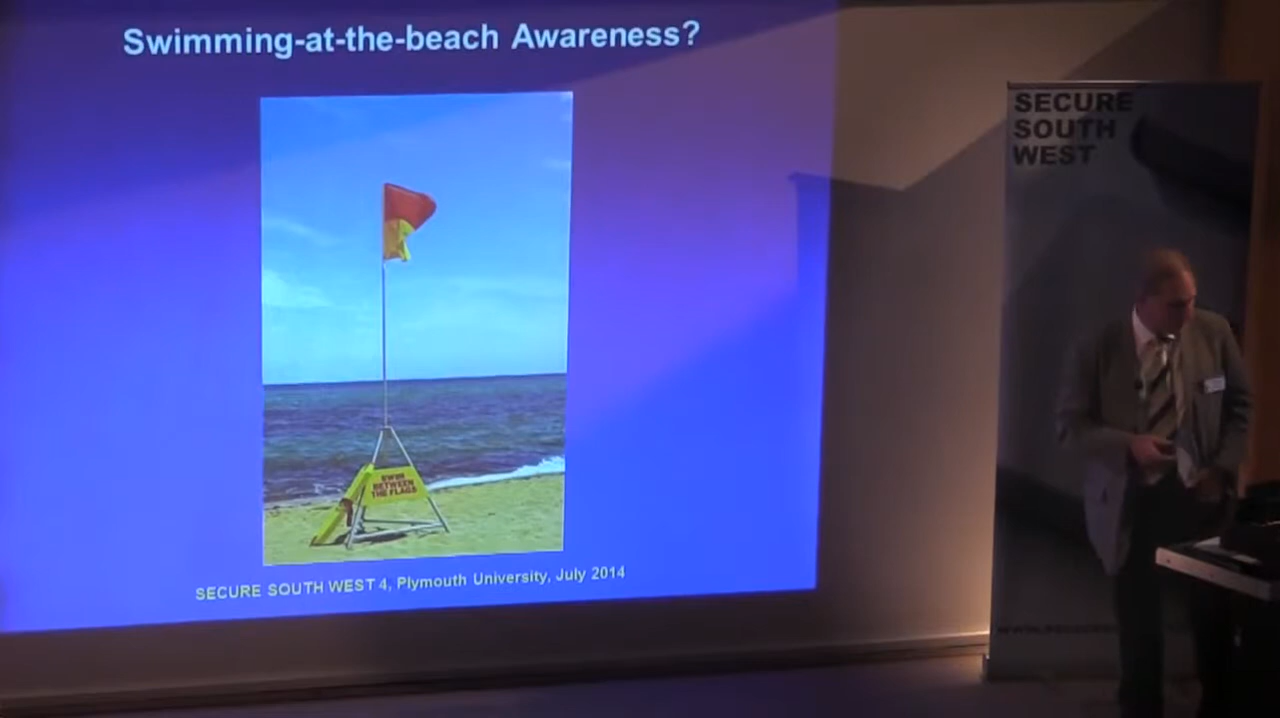 Swimming-at-the-beach Awareness?
SWIM
BETWEEN
THE FLAGS
SECURE SOUTH WEST 4, Plymouth University, July 2014
SECURE
SOUTH
WEST